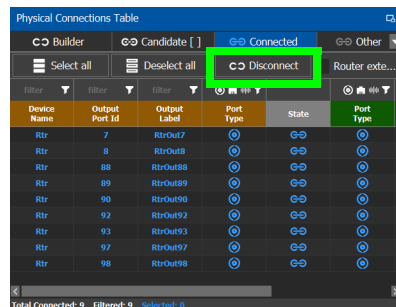 Physical Connections Table
Builder Candidate [ ] Connected Other
Select all Deselect all Disconnect Router exte...
filter filter filter
Device Name Output Port Id Output Label Port Type State Port Type
Rtr 7 RtrOut7
Rtr 8 RtrOut8
Rtr 88 RtrOut88
Rtr 89 RtrOut89
Rtr 90 RtrOut90
Rtr 92 RtrOut92
Rtr 93 RtrOut93
Rtr 97 RtrOut97
Rtr 98 RtrOut98
Total Connected: 9 Filtered: 9 Selected: 0